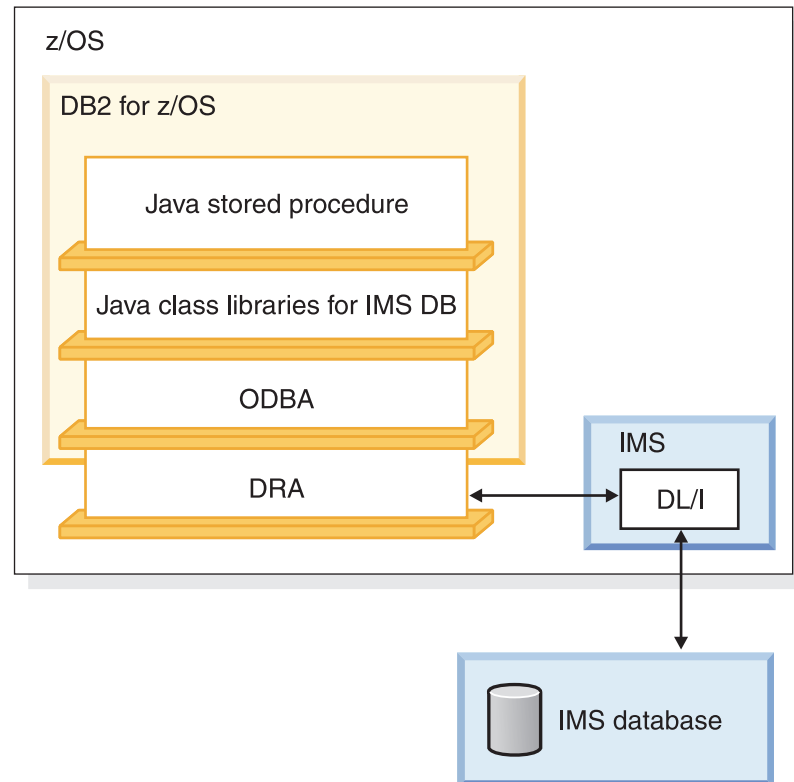 z/OS
DB2 for z/OS
Java stored procedure
Java class libraries for IMS DB
ODBA
DRA
IMS
DL/I
IMS database